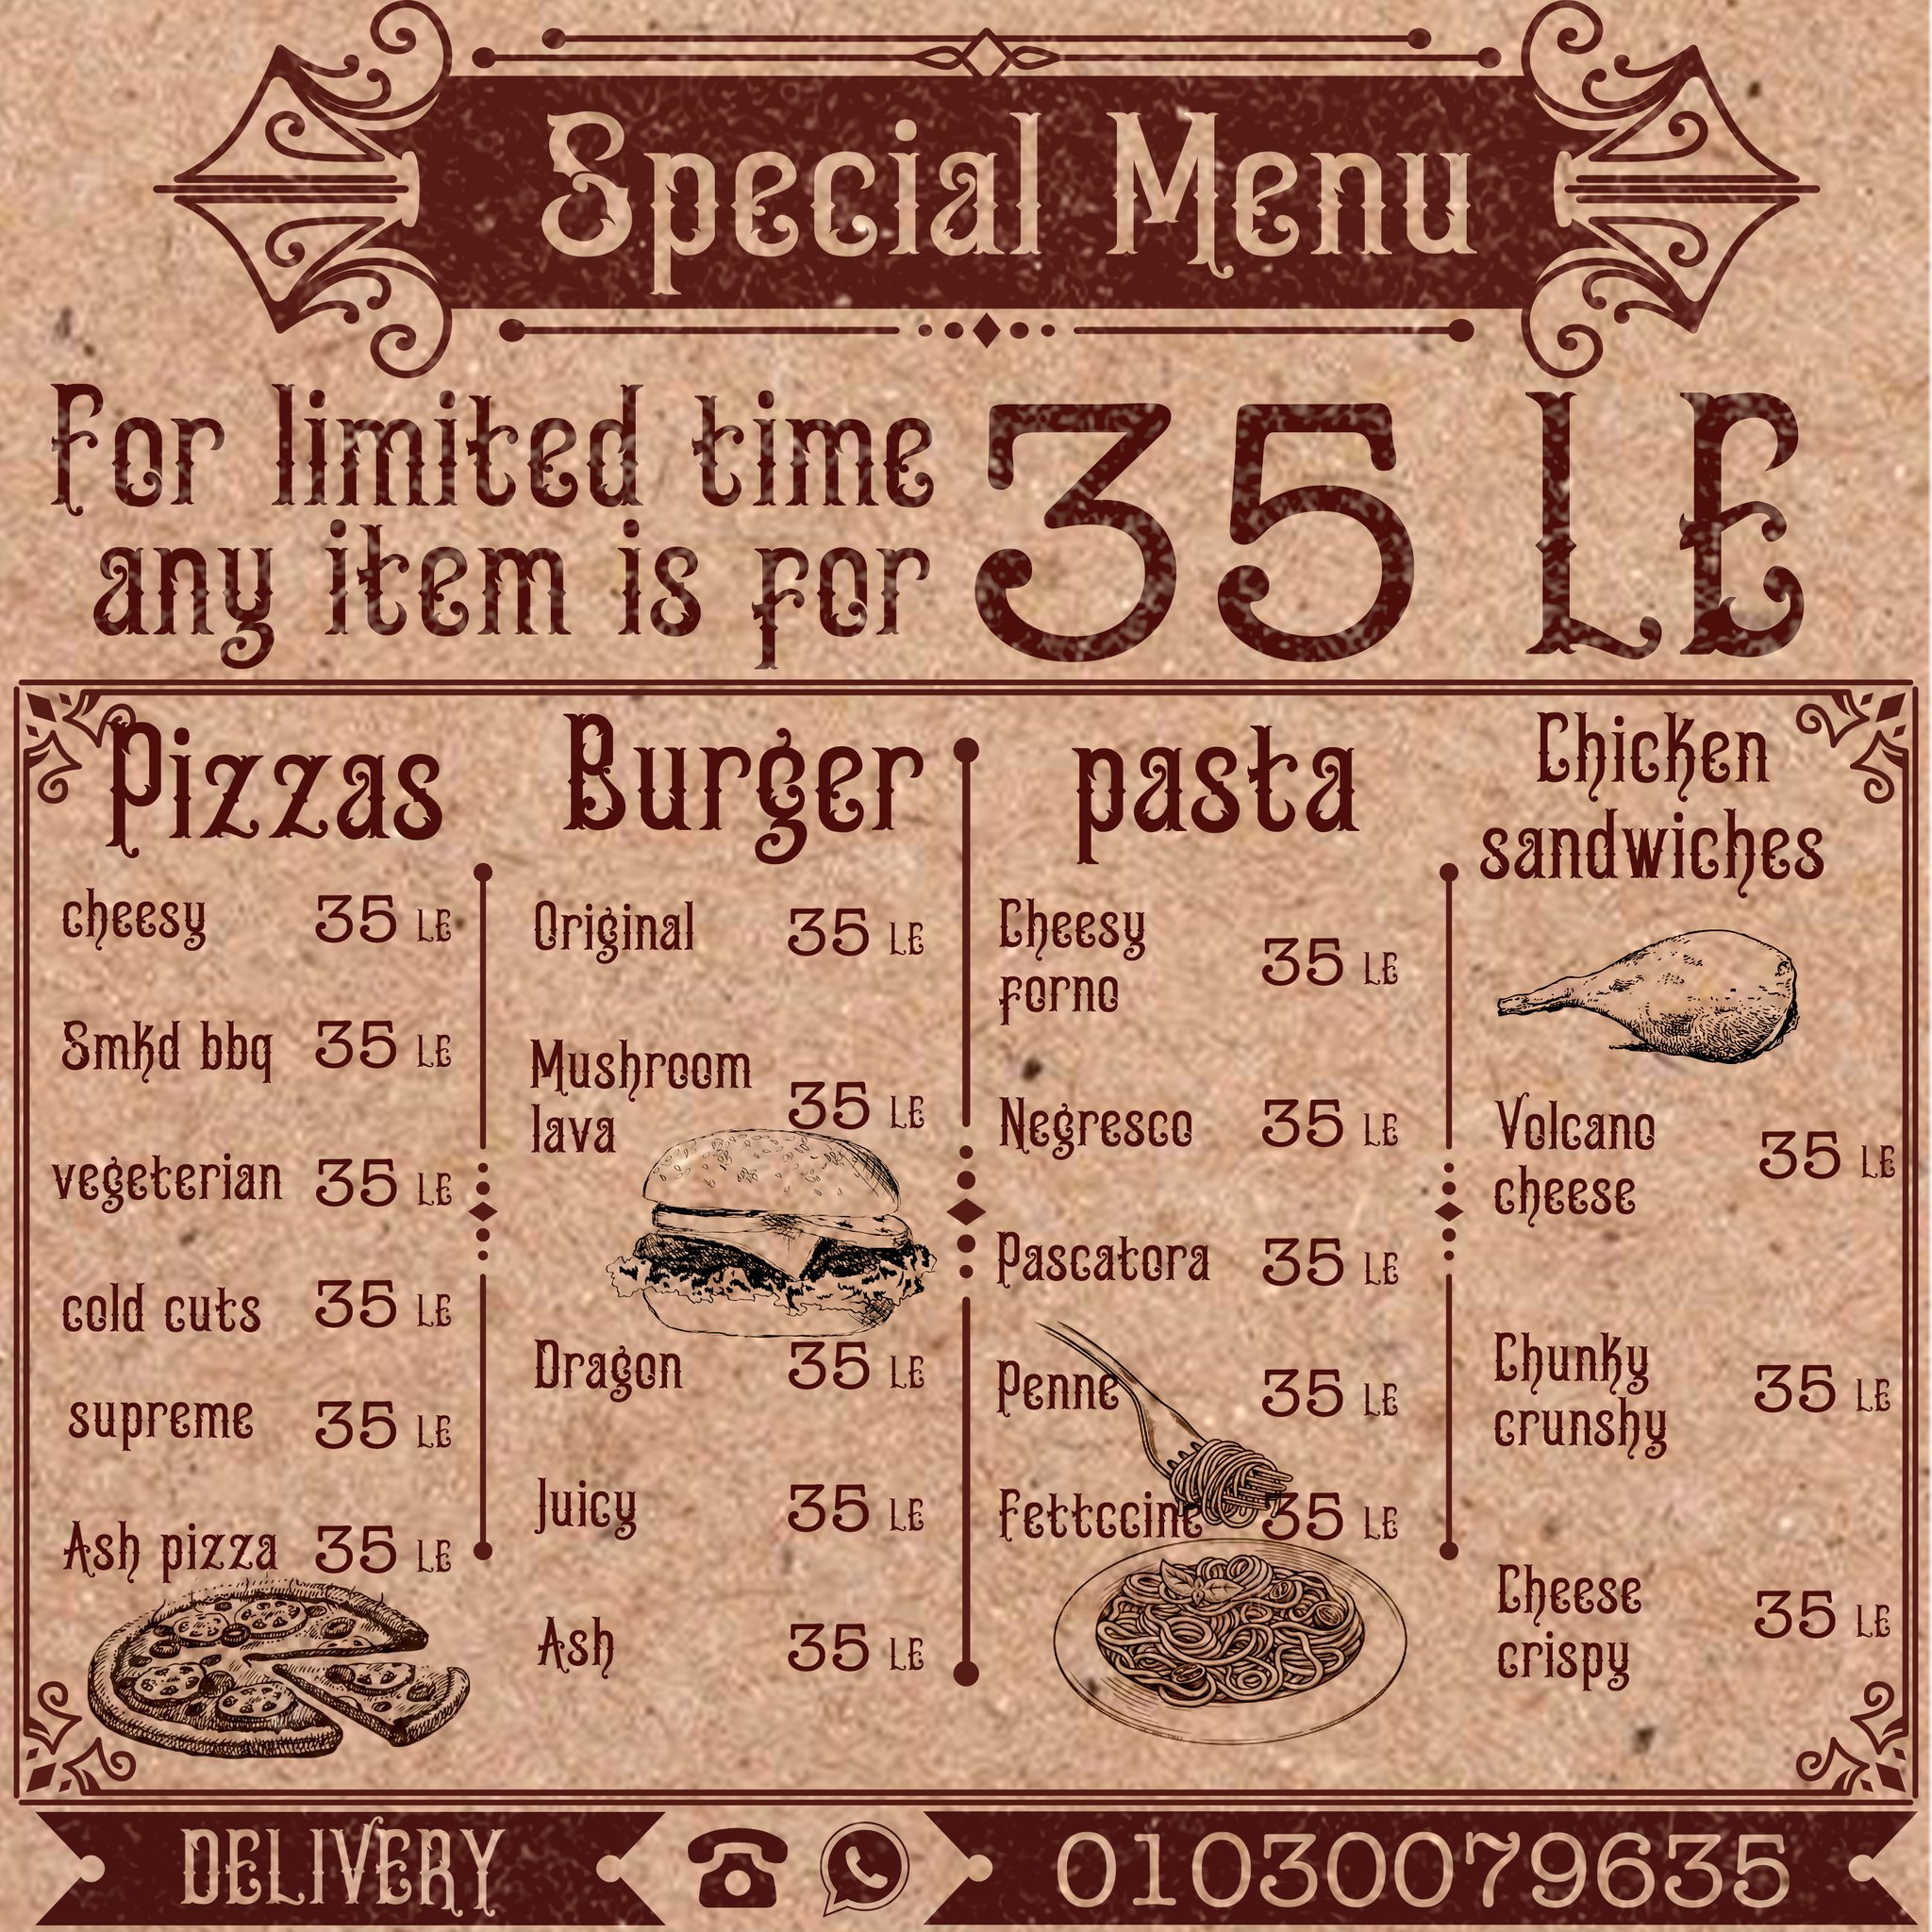 Special Menu
For limited time
any item is for
35 LE
Pizzas
cheesy 35 LE
Smkd bbq 35 LE
vegeterian 35 LE
cold cuts 35 LE
supreme 35 LE
Ash pizza 35 LE
Burger
Original 35 LE
Mushroom
lava 35 LE
Dragon 35 LE
Juicy 35 LE
Ash 35 LE
pasta
Cheesy
forno 35 LE
Negresco 35 LE
Pascatora 35 LE
Penne 35 LE
Fettccine 35 LE
Chicken
sandwiches
Volcano
cheese 35 LE
Chunky
crunshy 35 LE
Cheese
crispy 35 LE
DELIVERY 01030079635